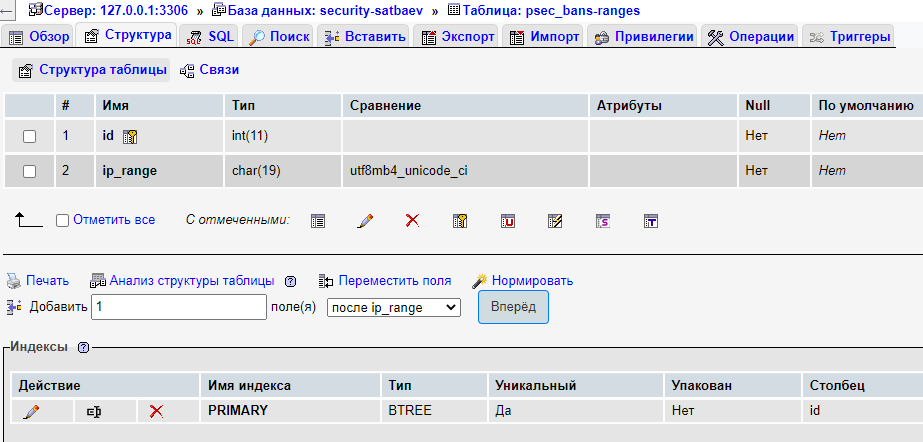 Сервер: 127.0.0.1:3306 » База данных: security-satbaev » Таблица: psec_bans-ranges
Обзор Структура SQL Поиск Вставить Экспорт Импорт Привилегии Операции Триггеры
Структура таблицы Связи
# Имя Тип Сравнение Атрибуты Null По умолчанию
1 id int(11) Нет Нет
2 ip_range char(19) utf8mb4_unicode_ci Нет Нет
Отметить все С отмеченными:
Печать Анализ структуры таблицы Переместить поля Нормировать
Добавить 1 поле(я) после ip_range Вперёд
Индексы
Действие Имя индекса Тип Уникальный Упакован Столбец
PRIMARY BTREE Да Нет id